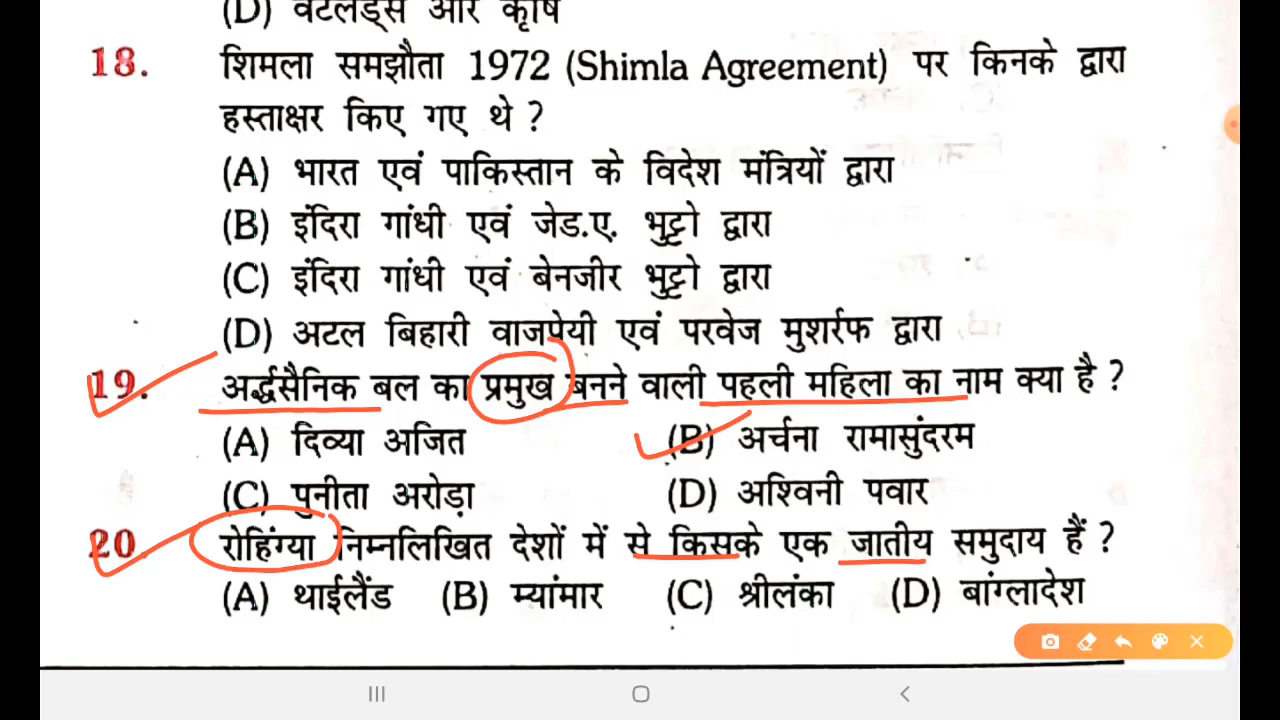 (D) वेटलैंड्स और कृषि
18. शिमला समझौता 1972 (Shimla Agreement) पर किनके द्वारा
हस्ताक्षर किए गए थे ?
(A) भारत एवं पाकिस्तान के विदेश मंत्रियों द्वारा
(B) इंदिरा गांधी एवं जेड.ए. भुट्टो द्वारा
(C) इंदिरा गांधी एवं बेनजीर भुट्टो द्वारा
(D) अटल बिहारी वाजपेयी एवं परवेज मुशर्रफ द्वारा
19. अर्द्धसैनिक बल का प्रमुख बनने वाली पहली महिला का नाम क्या है ?
(A) दिव्या अजित (B) अर्चना रामासुंदरम
(C) पुनीता अरोड़ा (D) अश्विनी पवार
20. रोहिंग्या निम्नलिखित देशों में से किसके एक जातीय समुदाय हैं ?
(A) थाईलैंड (B) म्यांमार (C) श्रीलंका (D) बांग्लादेश